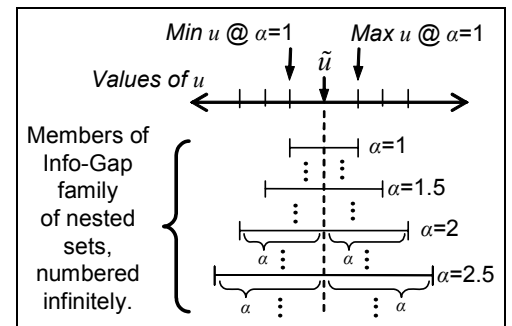 Min u @ α=1
Max u @ α=1
ũ
Values of u
Members of
Info-Gap
family
of nested
sets,
numbered
infinitely.
α=1
α=1.5
α=2
α α
α=2.5
α α